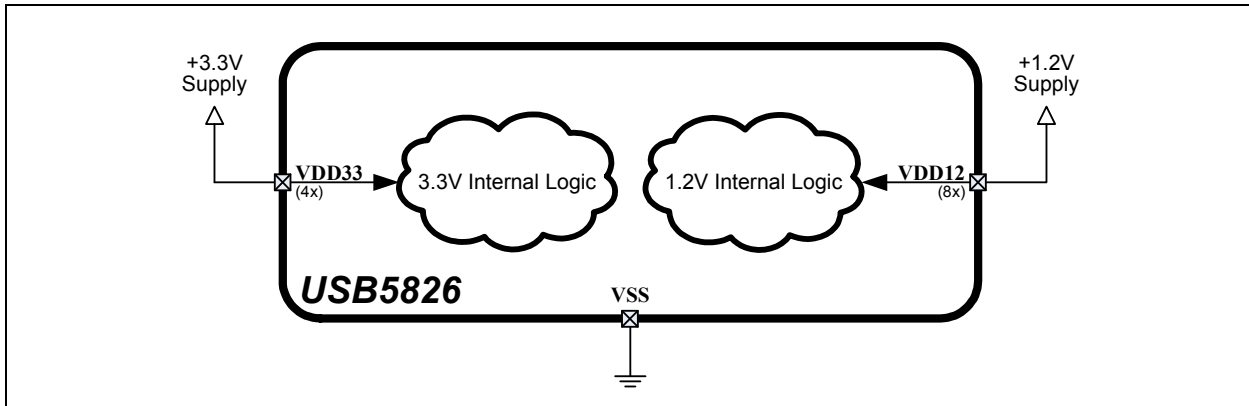 +3.3V
Supply
+1.2V
Supply
VDD33
(4x)
3.3V Internal Logic
1.2V Internal Logic
VDD12
(8x)
USB5826
VSS